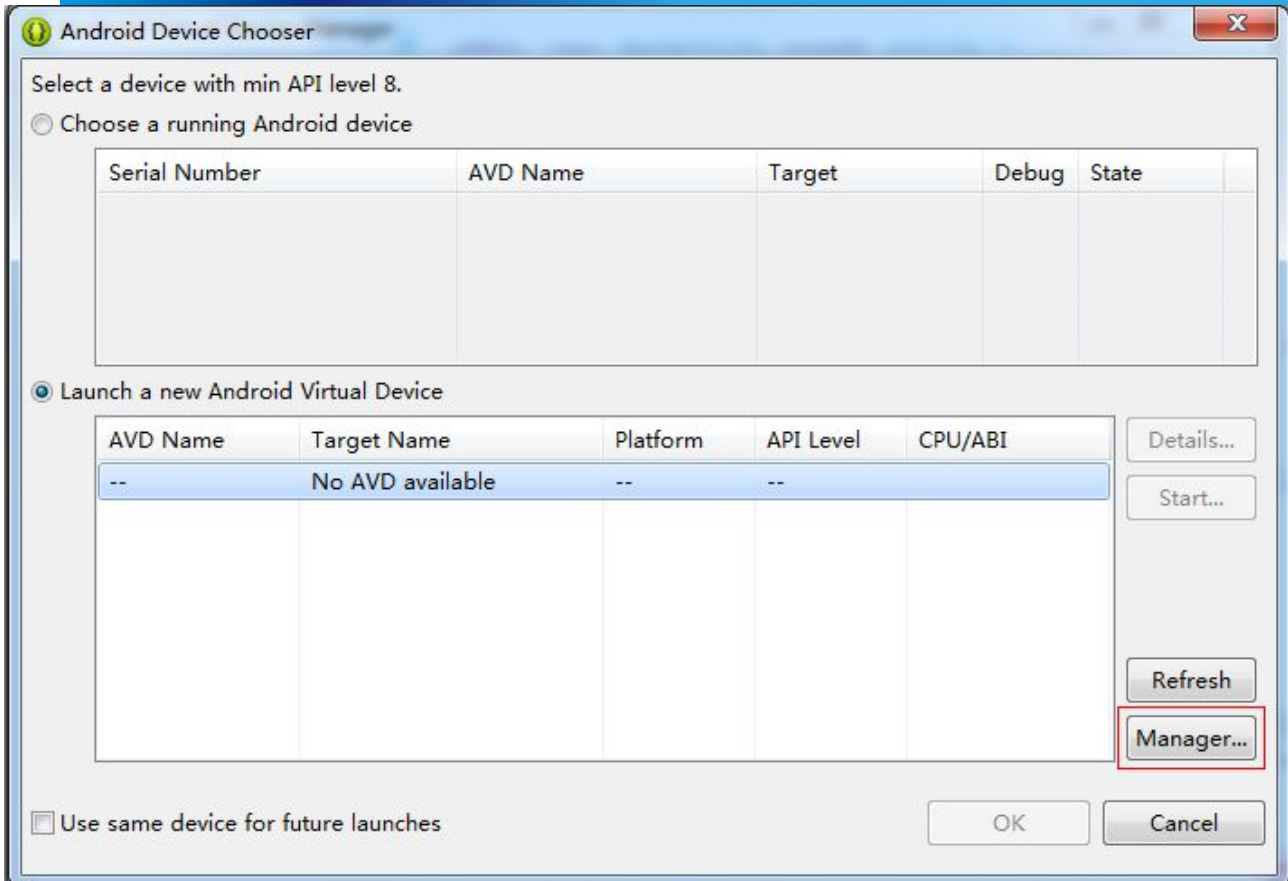 Android Device Chooser
Select a device with min API level 8.
Choose a running Android device
Serial Number AVD Name Target Debug State
Launch a new Android Virtual Device
AVD Name Target Name Platform API Level CPU/ABI
-- No AVD available -- --
Details...
Start...
Refresh
Manager...
Use same device for future launches
OK Cancel